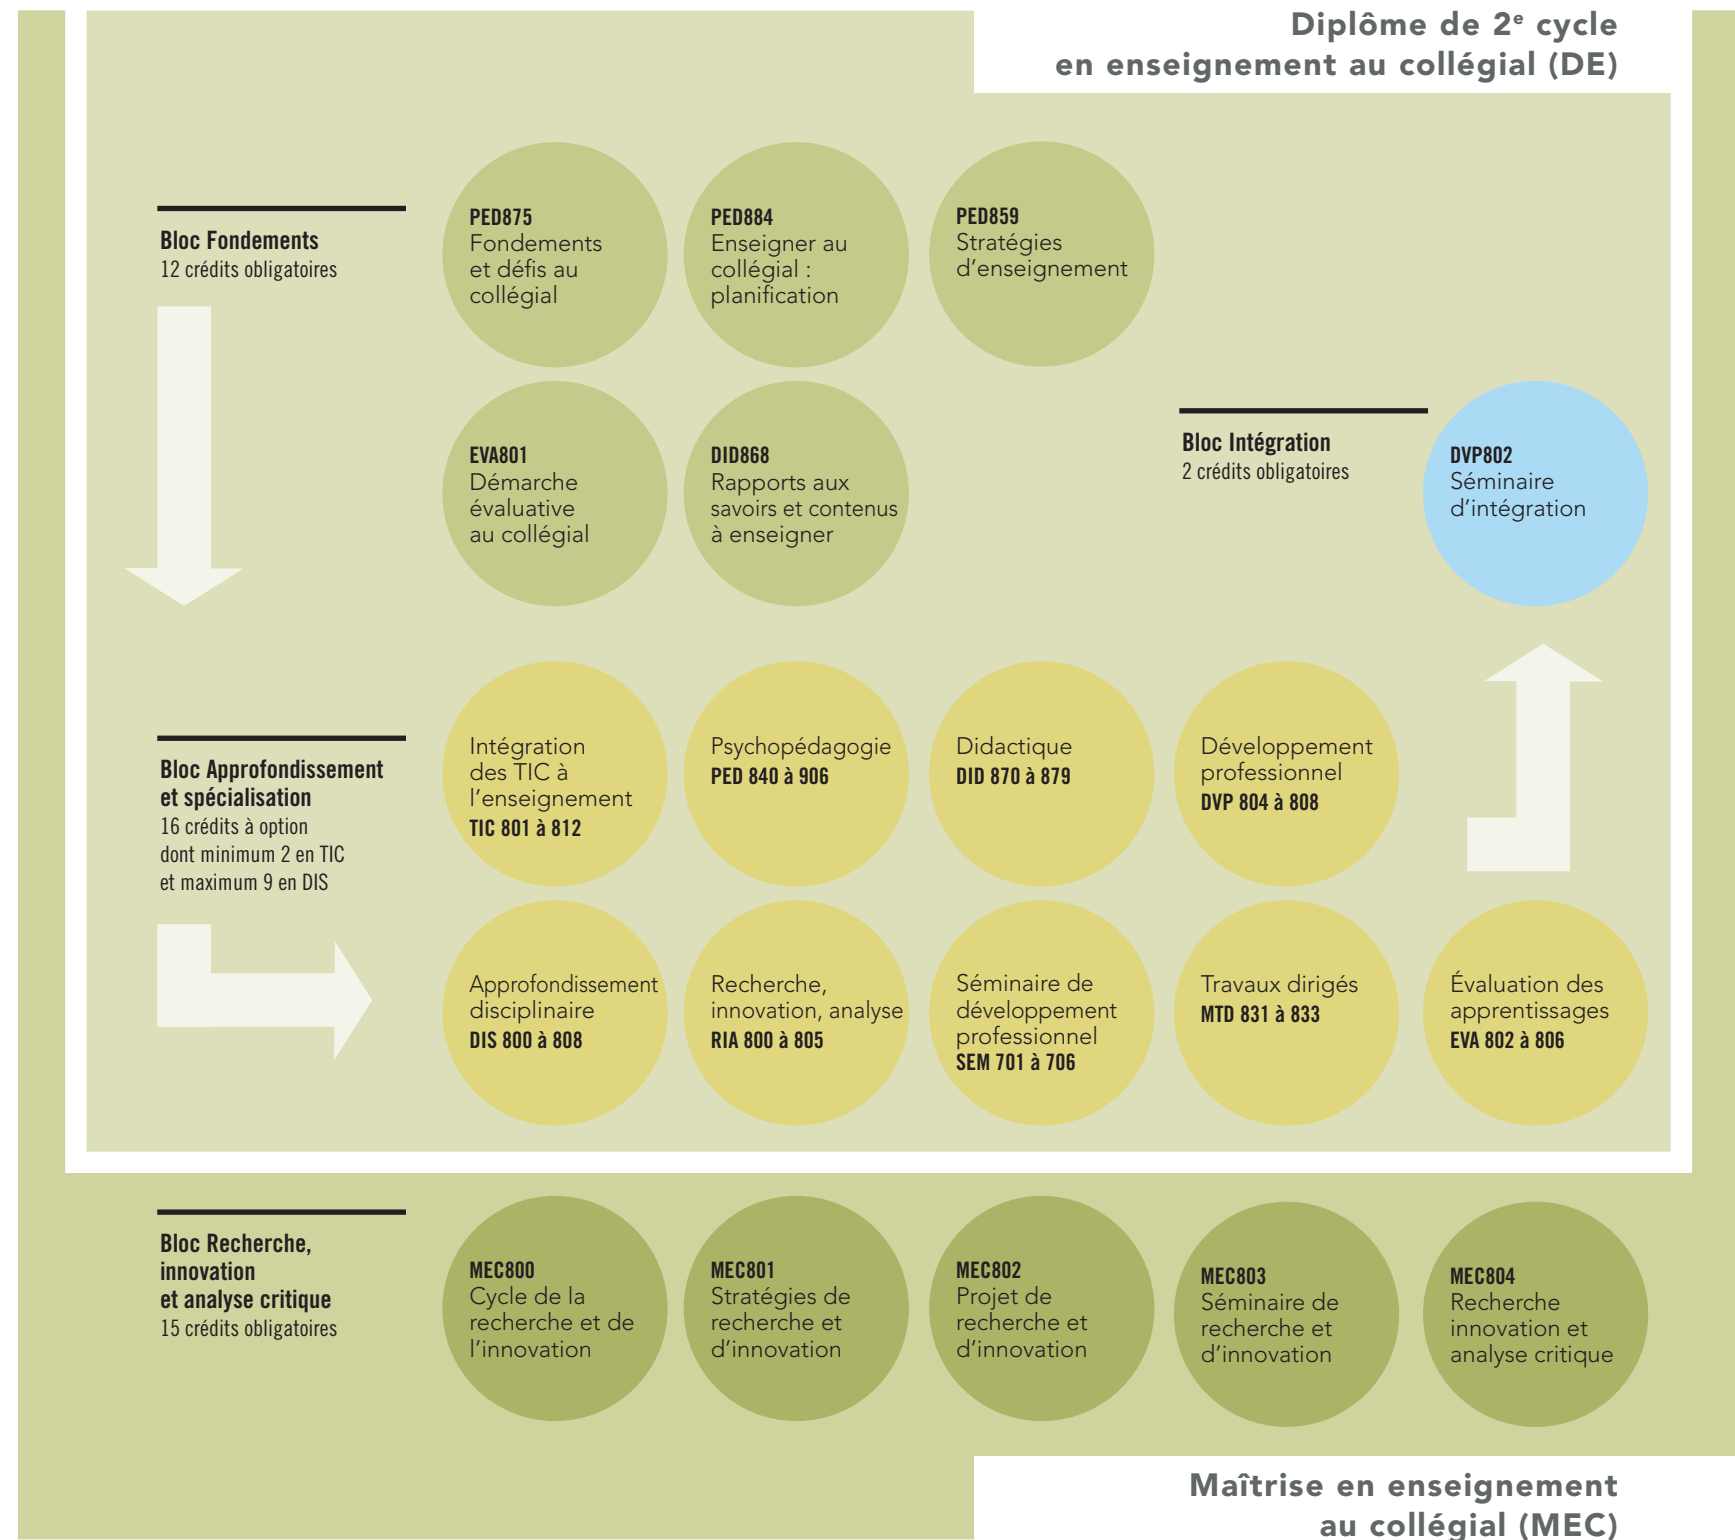 Diplôme de 2e cycle
en enseignement au collégial (DE)
Bloc Fondements
12 crédits obligatoires
PED875
Fondements
et défis au
collégial
PED884
Enseigner au
collégial :
planification
PED859
Stratégies
d’enseignement
EVA801
Démarche
évaluative
au collégial
DID868
Rapports aux
savoirs et contenus
à enseigner
Bloc Intégration
2 crédits obligatoires
DVP802
Séminaire
d’intégration
Bloc Approfondissement
et spécialisation
16 crédits à option
dont minimum 2 en TIC
et maximum 9 en DIS
Intégration
des TIC à
l’enseignement
TIC 801 à 812
Psychopédagogie
PED 840 à 906
Didactique
DID 870 à 879
Développement
professionnel
DVP 804 à 808
Approfondissement
disciplinaire
DIS 800 à 808
Recherche,
innovation, analyse
RIA 800 à 805
Séminaire de
développement
professionnel
SEM 701 à 706
Travaux dirigés
MTD 831 à 833
Évaluation des
apprentissages
EVA 802 à 806
Bloc Recherche,
innovation
et analyse critique
15 crédits obligatoires
MEC800
Cycle de la
recherche et de
l’innovation
MEC801
Stratégies de
recherche et
d’innovation
MEC802
Projet de
recherche et
d’innovation
MEC803
Séminaire de
recherche et
d’innovation
MEC804
Recherche
innovation et
analyse critique
Maîtrise en enseignement
au collégial (MEC)